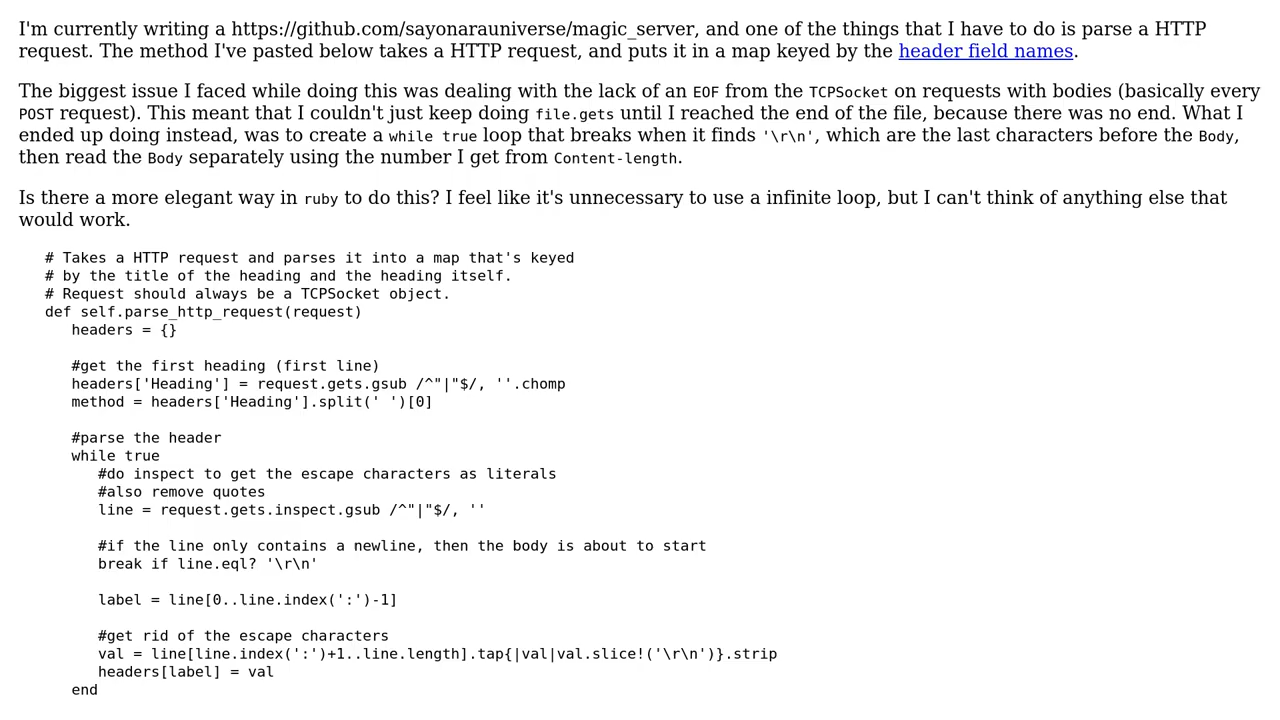 I'm currently writing a https://github.com/sayonarauniverse/magic_server, and one of the things that I have to do is parse a HTTP
request. The method I've pasted below takes a HTTP request, and puts it in a map keyed by the header field names.
The biggest issue I faced while doing this was dealing with the lack of an EOF from the TCPSocket on requests with bodies (basically every
POST request). This meant that I couldn't just keep doing file.gets until I reached the end of the file, because there was no end. What I
ended up doing instead, was to create a while true loop that breaks when it finds '\r\n', which are the last characters before the Body,
then read the Body separately using the number I get from Content-length.
Is there a more elegant way in ruby to do this? I feel like it's unnecessary to use a infinite loop, but I can't think of anything else that
would work.
# Takes a HTTP request and parses it into a map that's keyed
# by the title of the heading and the heading itself.
# Request should always be a TCPSocket object.
def self.parse_http_request(request)
headers = {}
#get the first heading (first line)
headers['Heading'] = request.gets.gsub /^"|"$/, ''.chomp
method = headers['Heading'].split(' ')[0]
#parse the header
while true
#do inspect to get the escape characters as literals
#also remove quotes
line = request.gets.inspect.gsub /^"|"$/, ''
#if the line only contains a newline, then the body is about to start
break if line.eql? '\r\n'
label = line[0..line.index(':')-1]
#get rid of the escape characters
val = line[line.index(':')+1..line.length].tap{|val|val.slice!('\r\n')}.strip
headers[label] = val
end